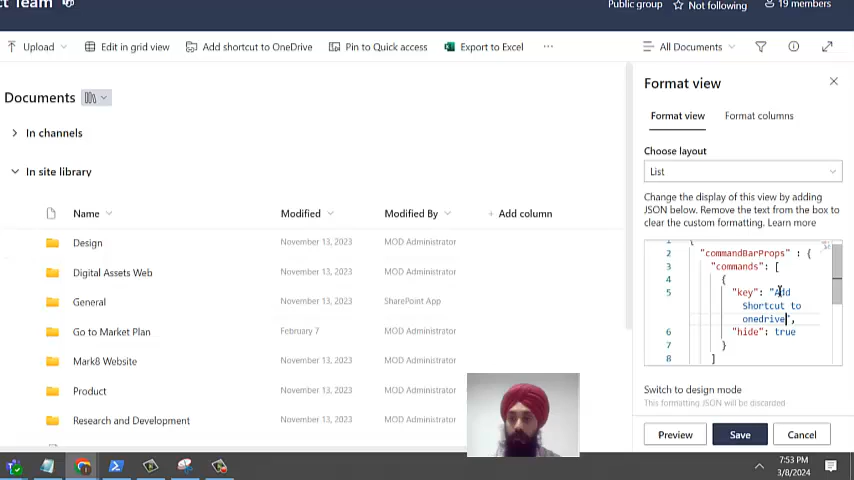 ct Team
Public group
Not following
19 members
Upload
Edit in grid view
Add shortcut to OneDrive
Pin to Quick access
Export to Excel
...
All Documents
Documents
In channels
In site library
Name
Modified
Modified By
+ Add column
Design
November 13, 2023
MOD Administrator
Digital Assets Web
November 13, 2023
MOD Administrator
General
November 13, 2023
SharePoint App
Go to Market Plan
February 7
MOD Administrator
Mark8 Website
November 13, 2023
MOD Administrator
Product
November 13, 2023
MOD Administrator
Research and Development
November 13, 2023
MOD Administrator
Format view
Format view
Format columns
Choose layout
List
Change the display of this view by adding
JSON below. Remove the text from the box to
clear the custom formatting. Learn more
1 {
2 "commandBarProps" : {
3 "commands": [
4 {
5 "key": "Add
Shortcut to
onedrive",
6 "hide": true
7 }
8 ]
Switch to design mode
This formatting JSON will be discarded
Preview
Save
Cancel
7:53 PM
3/8/2024